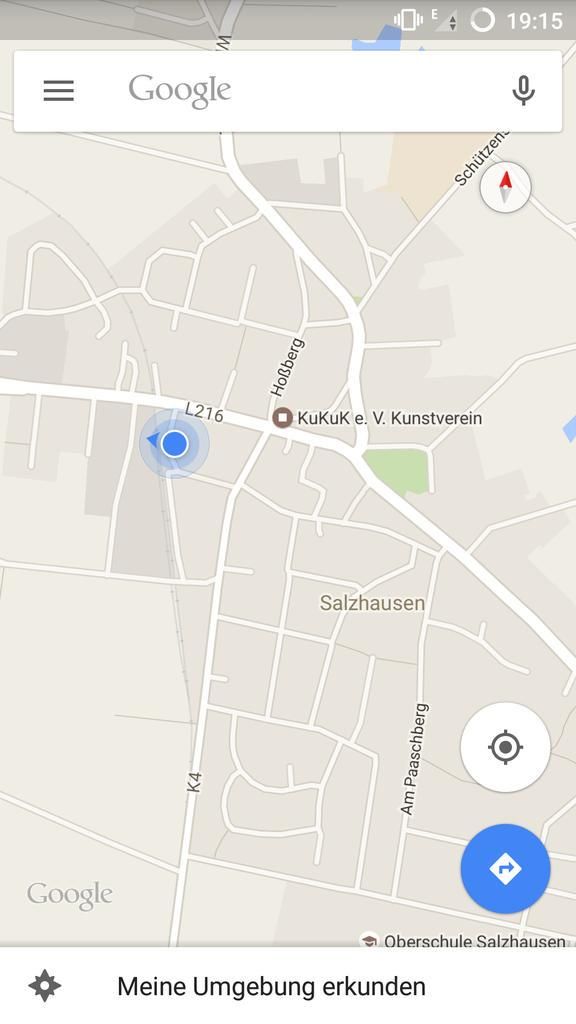 E 19:15
Google
W
Schützens
Hoßberg
L216
KuKuK e. V. Kunstverein
Salzhausen
Am Paaschberg
K4
Google
Oberschule Salzhausen
Meine Umgebung erkunden